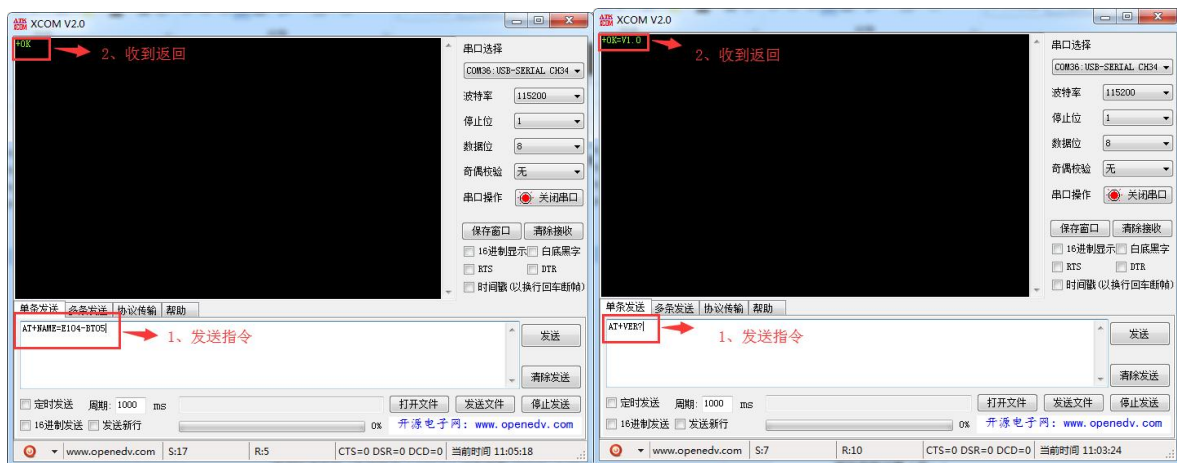 XCOM V2.0
+OK
2、收到返回
串口选择
COM36:USB-SERIAL CH34
波特率 115200
停止位 1
数据位 8
奇偶校验 无
串口操作 关闭串口
保存窗口 清除接收
16进制显示 白底黑字
RTS DTR
时间戳(以换行回车断帧)
单条发送 多条发送 协议传输 帮助
AT+NAME=E104-BT05
1、发送指令
发送
清除发送
定时发送 周期: 1000 ms 打开文件 发送文件 停止发送
16进制发送 发送新行 0% 开源电子网: www.openedv.com
www.openedv.com S:17 R:5 CTS=0 DSR=0 DCD=0 当前时间 11:05:18
XCOM V2.0
+OK=V1.0
2、收到返回
串口选择
COM36:USB-SERIAL CH34
波特率 115200
停止位 1
数据位 8
奇偶校验 无
串口操作 关闭串口
保存窗口 清除接收
16进制显示 白底黑字
RTS DTR
时间戳(以换行回车断帧)
单条发送 多条发送 协议传输 帮助
AT+VER?
1、发送指令
发送
清除发送
定时发送 周期: 1000 ms 打开文件 发送文件 停止发送
16进制发送 发送新行 0% 开源电子网: www.openedv.com
www.openedv.com S:7 R:10 CTS=0 DSR=0 DCD=0 当前时间 11:03:24